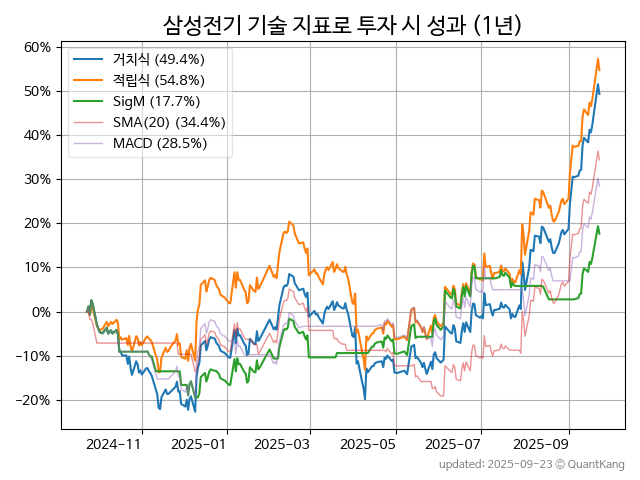 삼성전기 기술 지표로 투자 시 성과 (1년)
60%
50%
40%
30%
20%
10%
0%
−10%
−20%
거치식 (49.4%)
적립식 (54.8%)
SigM (17.7%)
SMA(20) (34.4%)
MACD (28.5%)
2024-11
2025-01
2025-03
2025-05
2025-07
2025-09
updated: 2025-09-23 ⓒ QuantKang